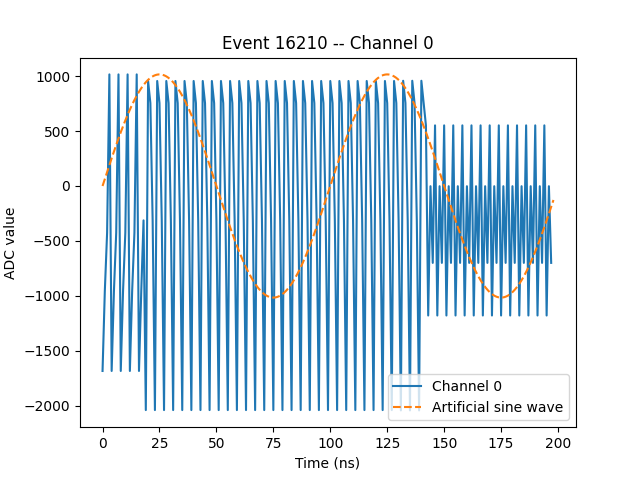 Event 16210 -- Channel 0
ADC value
1000
500
0
−500
−1000
−1500
−2000
Channel 0
Artificial sine wave
0 25 50 75 100 125 150 175 200
Time (ns)